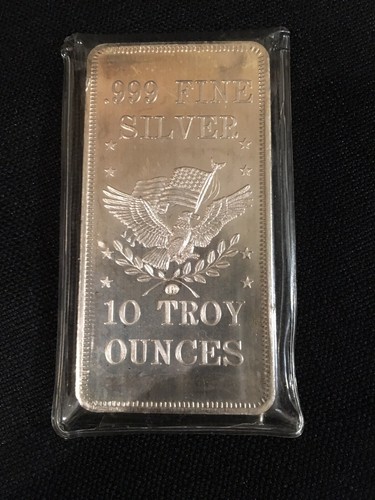 .999 FINE
SILVER
10 TROY
OUNCES